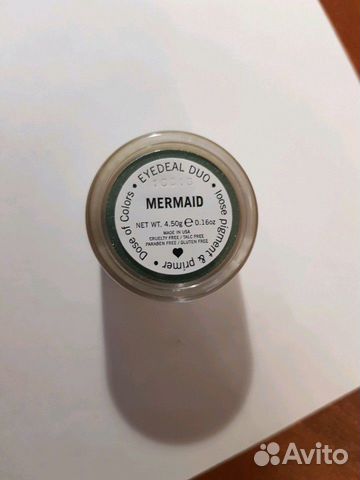 • EYEDEAL DUO •
loose pigment & primer •
Dose of Colors
MERMAID
NET WT. 4.50g e 0.16oz
MADE IN USA
CRUELTY FREE / TALC FREE
PARABEN FREE / GLUTEN FREE
Avito